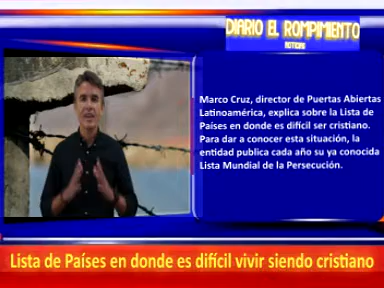 DIARIO EL ROMPIMIENTO
NOTICIAS
Marco Cruz, director de Puertas Abiertas
Latinoamérica, explica sobre la Lista de
Países en donde es difícil ser cristiano.
Para dar a conocer esta situación, la
entidad publica cada año su ya conocida
Lista Mundial de la Persecución.
Lista de Países en donde es difícil vivir siendo cristiano